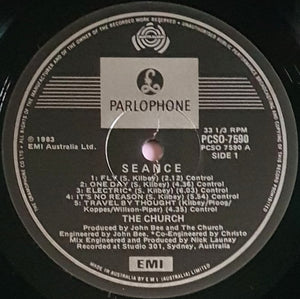 PARLOPHONE
℗ 1983
EMI Australia Ltd.
33 1/3 RPM
PCSO-7590
PCSO 7590 A
SIDE 1
SEANCE
1: FLY (S. Kilbey) (2.12) Control
2: ONE DAY (S. Kilbey) (4.36) Control
3: ELECTRIC* (S. Kilbey) (6.03) Control
4: IT'S NO REASON (S. Kilbey) (5.54) Control
5: TRAVEL BY THOUGHT (Kilbey/Ploog/
Koppes/Willson-Piper) (4.35) Control
THE CHURCH
Produced by John Bee and The Church
Engineered by John Bee. *Co-Engineered by Christo
Mix Engineered and Produced by Nick Launay
Recorded at Studio 301, Sydney, Australia.
EMI
MADE IN AUSTRALIA BY EMI (AUSTRALIA) LIMITED